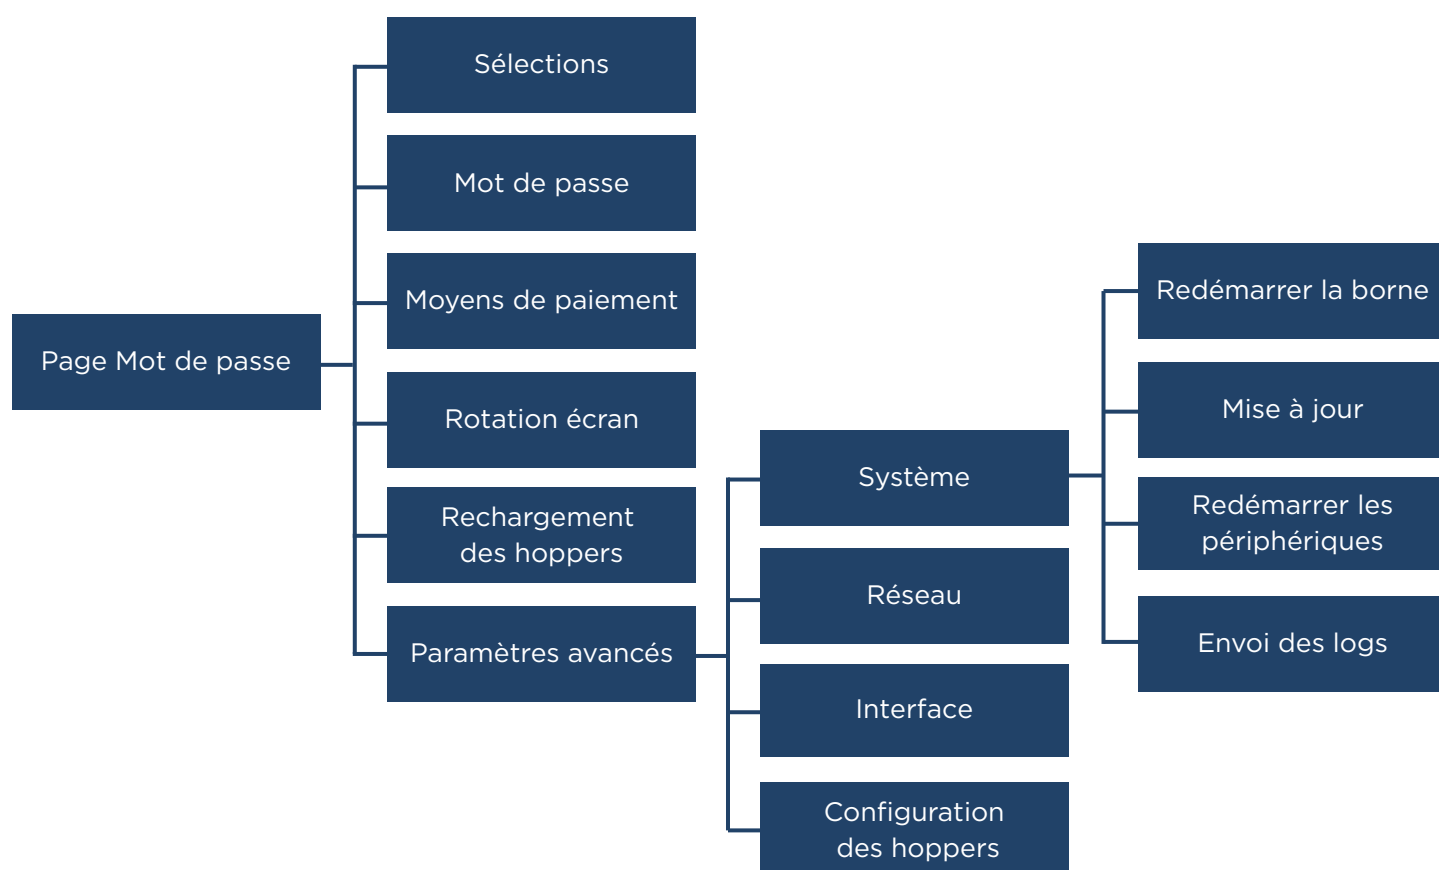 Page Mot de passe
Sélections
Mot de passe
Moyens de paiement
Rotation écran
Rechargement
des hoppers
Paramètres avancés
Système
Réseau
Interface
Configuration
des hoppers
Redémarrer la borne
Mise à jour
Redémarrer les
périphériques
Envoi des logs